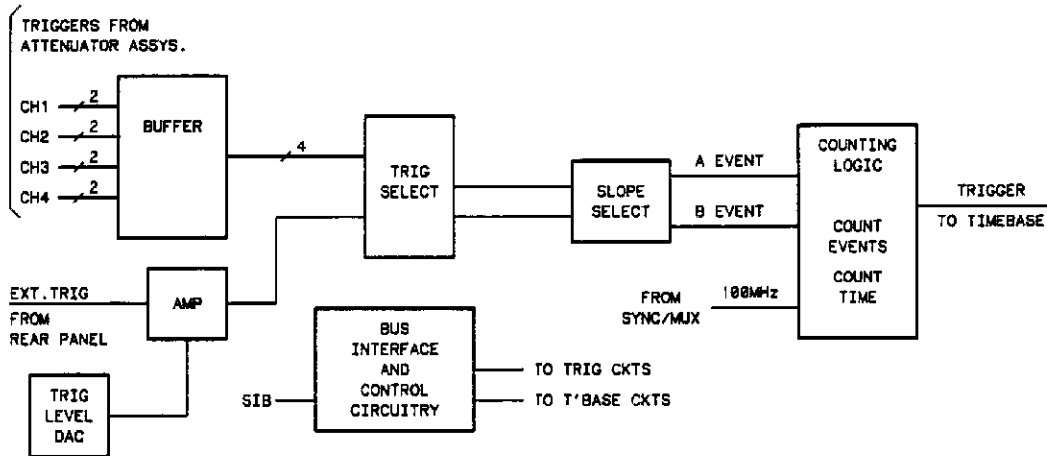 TRIGGERS FROM
ATTENUATOR ASSYS.
CH1
2
CH2
2
CH3
2
CH4
2
BUFFER
4
TRIG
SELECT
SLOPE
SELECT
A EVENT
B EVENT
COUNTING
LOGIC
COUNT
EVENTS
COUNT
TIME
TRIGGER
TO TIMEBASE
EXT.TRIG
FROM
REAR PANEL
AMP
TRIG
LEVEL
DAC
FROM
SYNC/MUX
100MHz
SIB
BUS
INTERFACE
AND
CONTROL
CIRCUITRY
TO TRIG CKTS
TO T'BASE CKTS